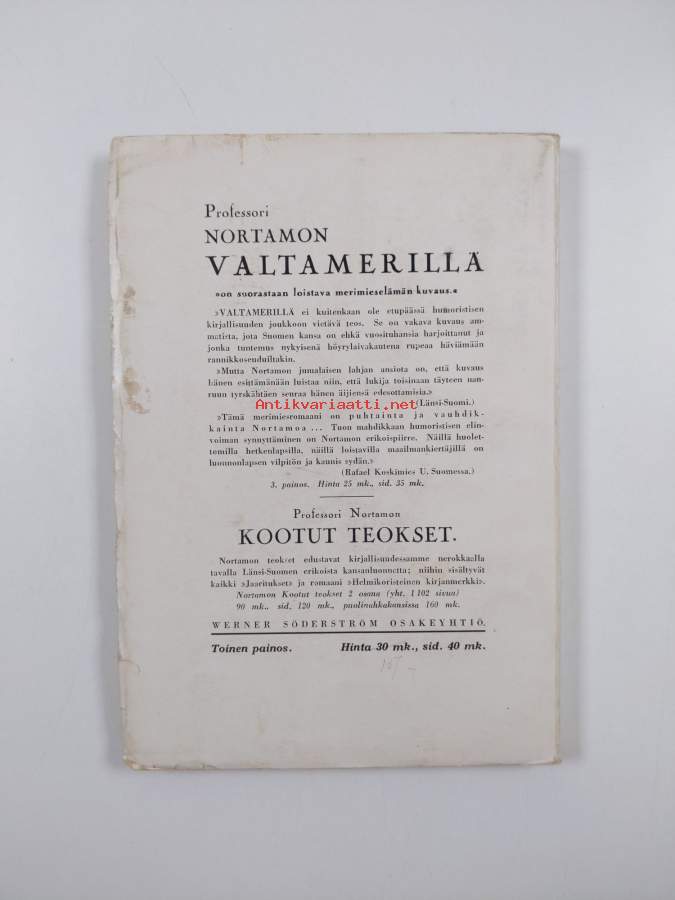 Professori
NORTAMON
VALTAMERILLÄ
»on suorastaan loistava merimieselämän kuvaus.«
»VALTAMERILLÄ ei kuitenkaan ole etupäässä humoristisen
kirjallisuuden joukkoon vietävä teos. Se on vakava kuvaus am-
matista, jota Suomen kansa on ehkä vuosituhansia harjoittanut ja
jonka tuntemus nykyisenä höyrylaivakautena rupeaa häviämään
rannikkoseuduiltakin.
»Mutta Nortamon jumalaisen lahjan ansiota on, että kuvaus
hänen esittämänään luistaa niin, että lukija toisinaan täyteen nau-
ruun tyrskähtäen seuraa hänen äijiensä edesottamisia.»
Antikvariaatti.net
(Länsi-Suomi.)
»Tämä merimiesromaani on puhtainta ja vauhdik-
kainta Nortamoa ... Tuon mahdikkaan humoristisen elin-
voiman synnyttäminen on Nortamon erikoispiirre. Näillä huolet-
tomilla hetkenlapsilla, näillä loistavilla maailmankiertäjillä on
luonnonlapsen vilpitön ja kaunis sydän.»
(Rafael Koskimies U. Suomessa.)
3. painos. Hinta 25 mk., sid. 35 mk.
Professori Nortamon
KOOTUT TEOKSET.
Nortamon teokset edustavat kirjallisuudessamme nerokkaalla
tavalla Länsi-Suomen erikoista kansanluonnetta; niihin sisältyvät
kaikki »Jaaritukset» ja romaani »Helmikoristeinen kirjanmerkki».
Nortamon Kootut teokset 2 osana (yht. 1102 sivua)
90 mk., sid. 120 mk., puolinahkakansissa 160 mk.
WERNER SÖDERSTRÖM OSAKEYHTIÖ.
Toinen painos. Hinta 30 mk., sid. 40 mk.